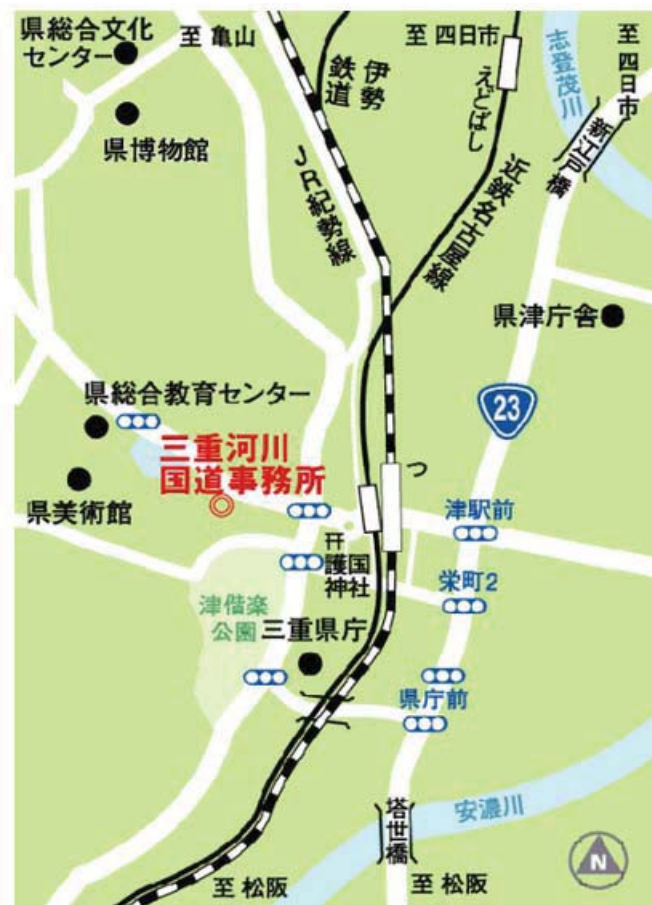 県総合文化
センター
至 亀山
伊勢
鉄道
至 四日市
志登茂川
至 四日市
えどばし
新江戸橋
県博物館
JR紀勢線
近鉄名古屋線
県津庁舎
23
県総合教育センター
三重河川
国道事務所
県美術館
つ
津駅前
護国
神社
栄町2
津偕楽
公園
三重県庁
県庁前
安濃川
塔世橋
至 松阪
至 松阪
N